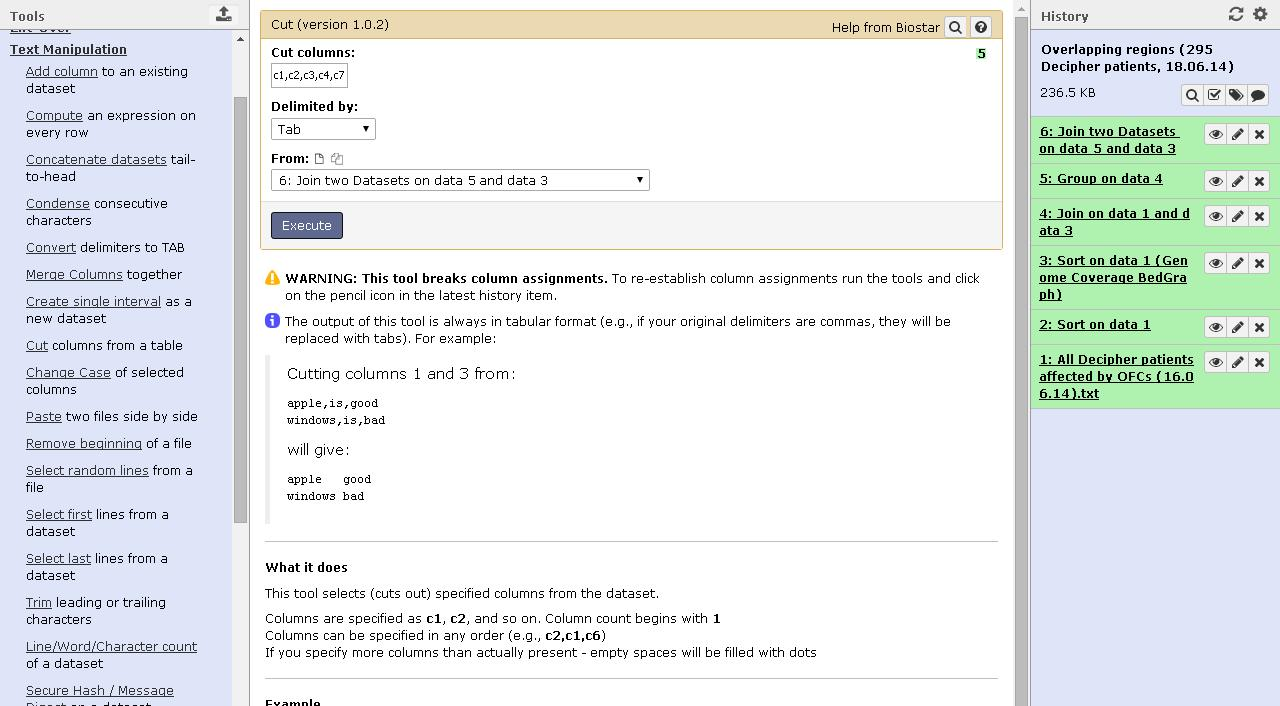 Tools
Text Manipulation
Add column to an existing
dataset
Compute an expression on
every row
Concatenate datasets tail-
to-head
Condense consecutive
characters
Convert delimiters to TAB
Merge Columns together
Create single interval as a
new dataset
Cut columns from a table
Change Case of selected
columns
Paste two files side by side
Remove beginning of a file
Select random lines from a
file
Select first lines from a
dataset
Select last lines from a
dataset
Trim leading or trailing
characters
Line/Word/Character count
of a dataset
Secure Hash / Message
Cut (version 1.0.2)
Help from Biostar
Cut columns:
5
c1,c2,c3,c4,c7
Delimited by:
Tab
From:
6: Join two Datasets on data 5 and data 3
Execute
WARNING: This tool breaks column assignments. To re-establish column assignments run the tools and click
on the pencil icon in the latest history item.
The output of this tool is always in tabular format (e.g., if your original delimiters are commas, they will be
replaced with tabs). For example:
Cutting columns 1 and 3 from:
apple,is,good
windows,is,bad
will give:
apple good
windows bad
What it does
This tool selects (cuts out) specified columns from the dataset.
Columns are specified as c1, c2, and so on. Column count begins with 1
Columns can be specified in any order (e.g., c2,c1,c6)
If you specify more columns than actually present - empty spaces will be filled with dots
Example
History
Overlapping regions (295
Decipher patients, 18.06.14)
236.5 KB
6: Join two Datasets
on data 5 and data 3
5: Group on data 4
4: Join on data 1 and d
ata 3
3: Sort on data 1 (Gen
ome Coverage BedGra
ph)
2: Sort on data 1
1: All Decipher patients
affected by OFCs (16.0
6.14).txt